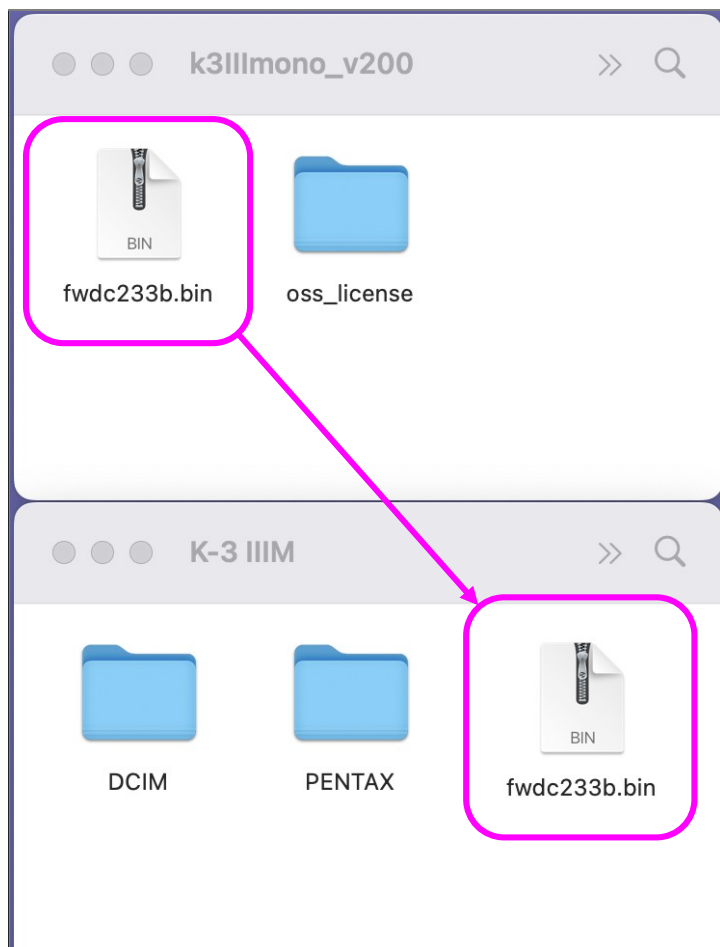 k3IIImono_v200
BIN
fwdc233b.bin
oss_license
K-3 IIIM
DCIM
PENTAX
BIN
fwdc233b.bin